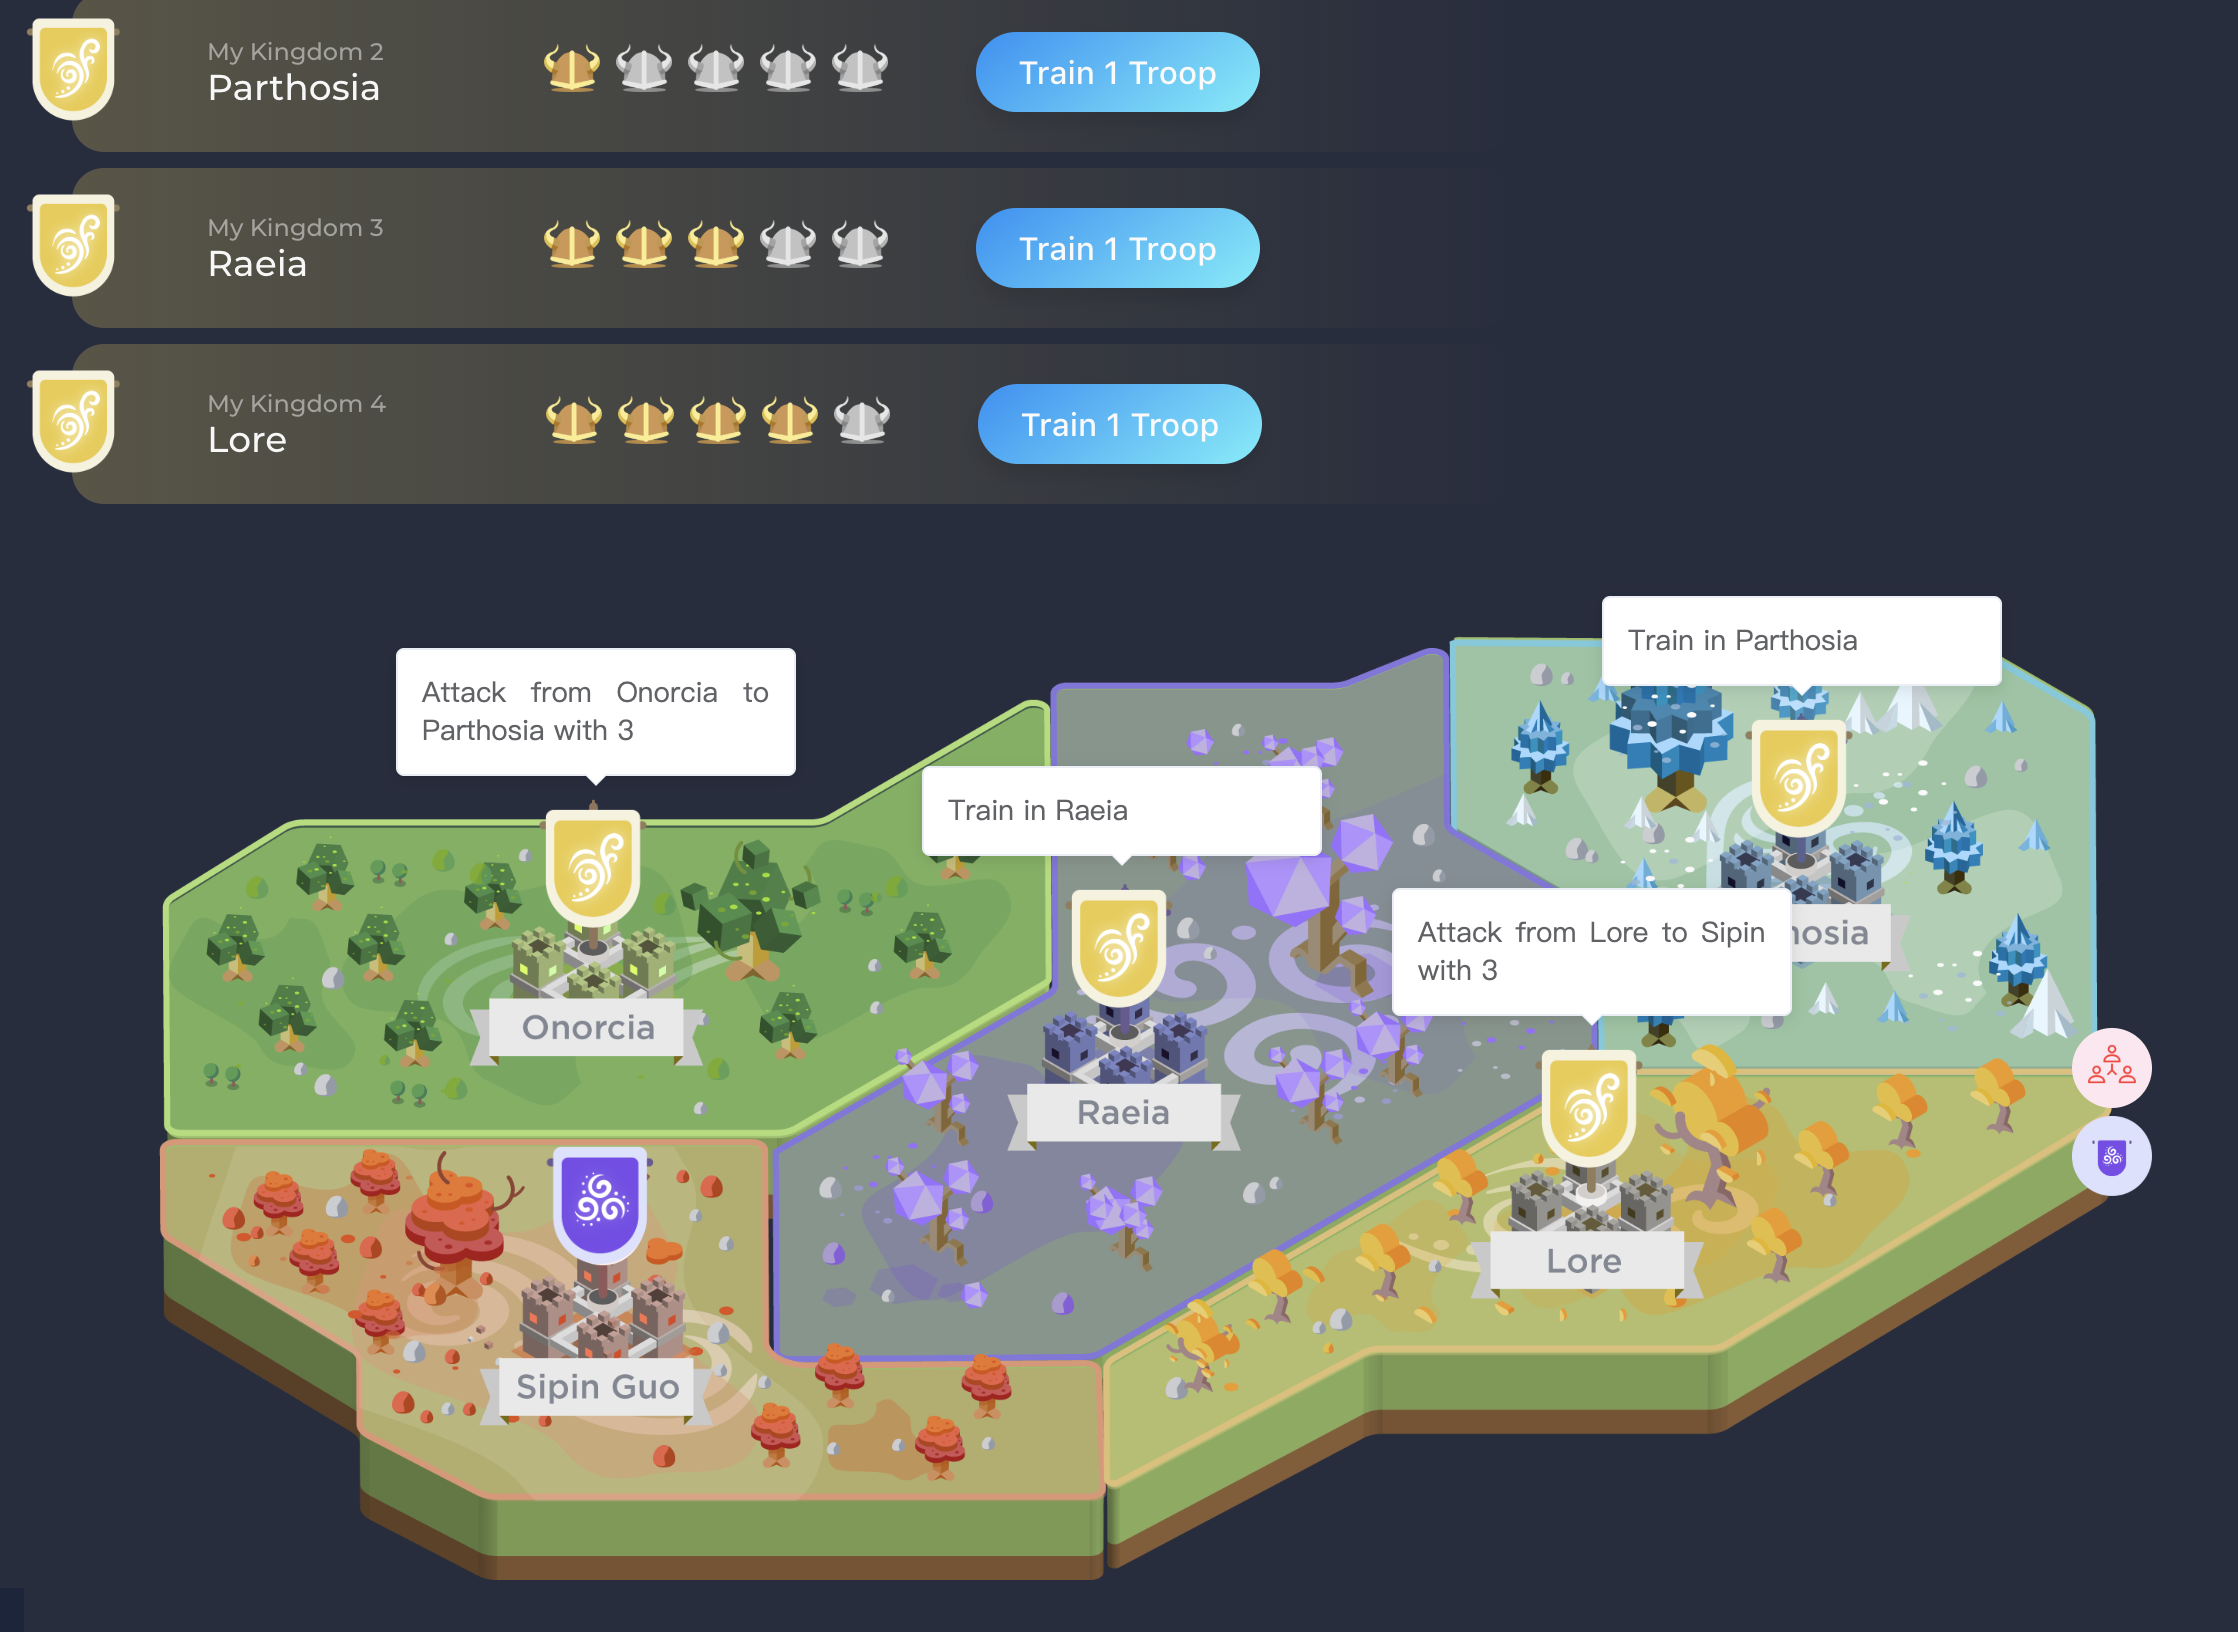 My Kingdom 2
Parthosia
Train 1 Troop
My Kingdom 3
Raeia
Train 1 Troop
My Kingdom 4
Lore
Train 1 Troop
Train in Parthosia
Attack from Onorcia to
Parthosia with 3
Train in Raeia
Attack from Lore to Sipin
with 3
hosia
Onorcia
Raeia
Lore
Sipin Guo